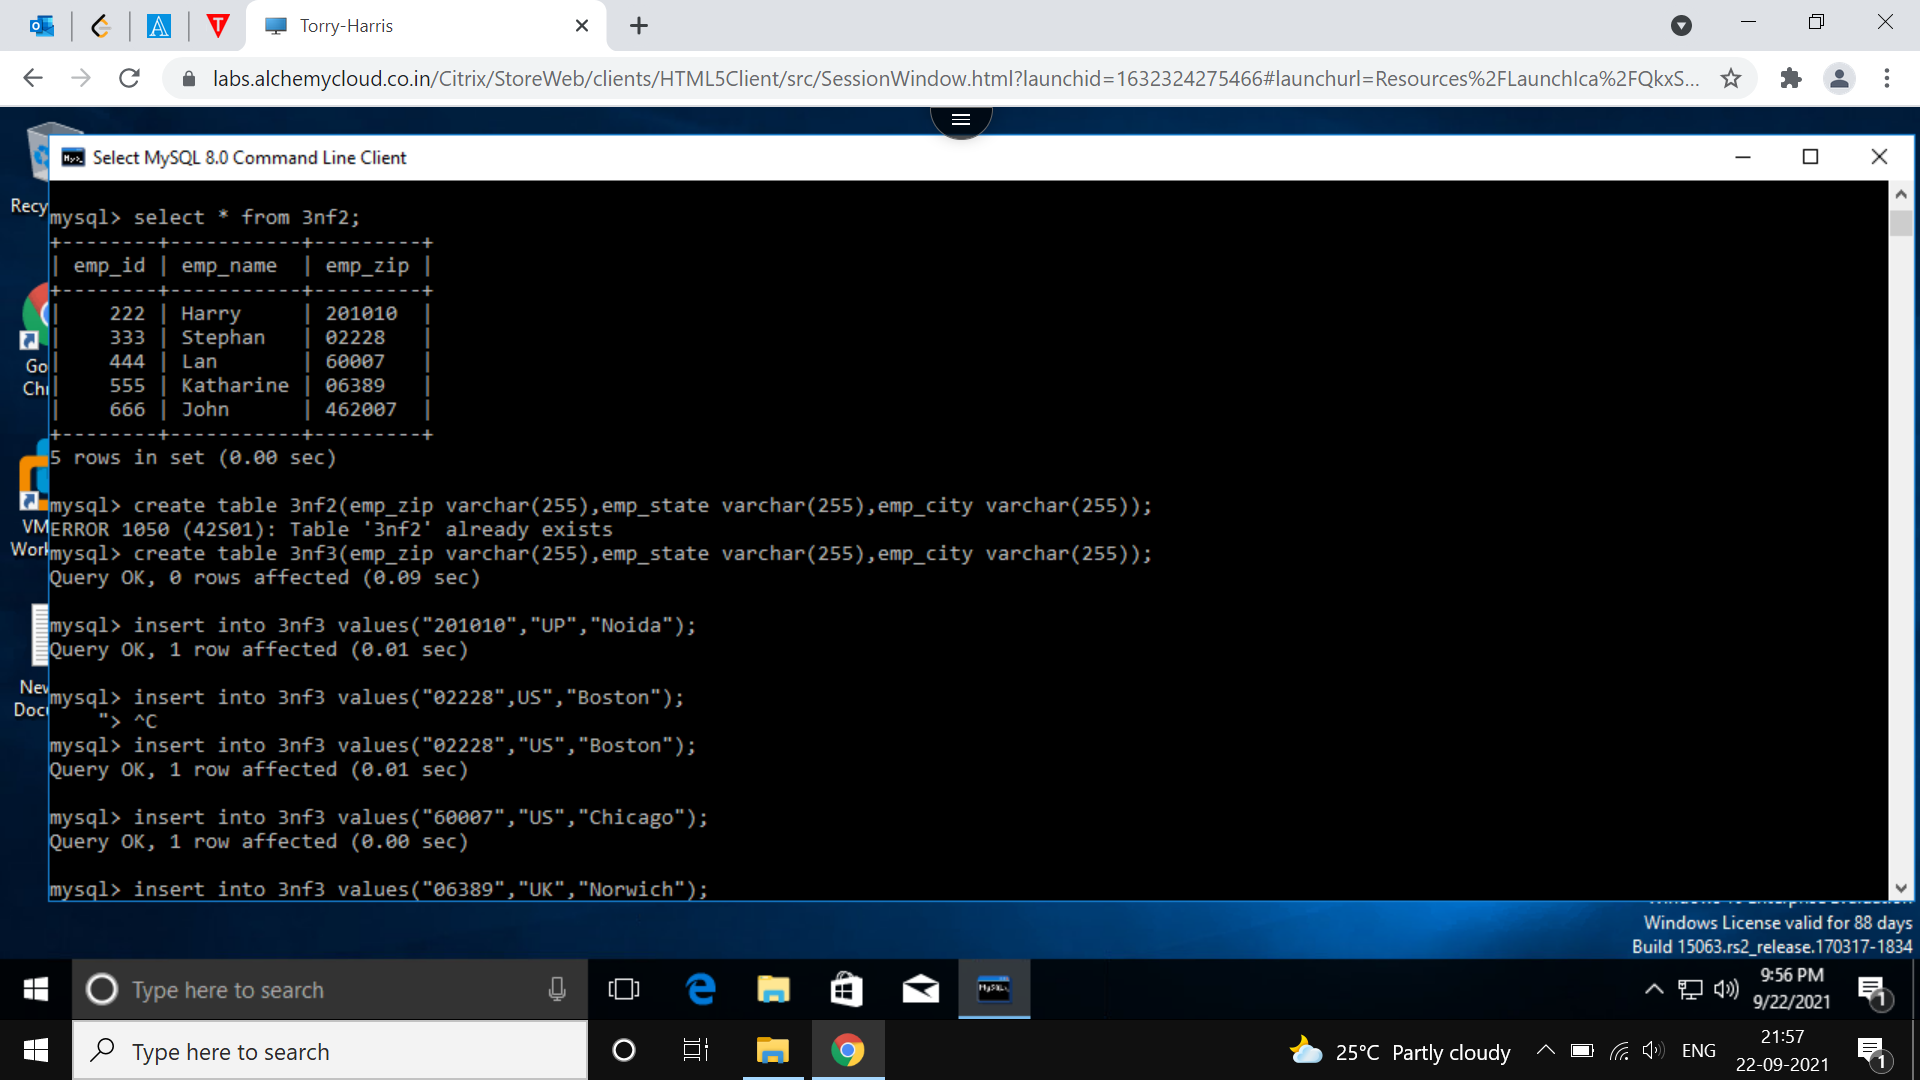 Torry-Harris
labs.alchemycloud.co.in/Citrix/StoreWeb/clients/HTML5Client/src/SessionWindow.html?launchid=1632324275466#launchurl=Resources%2FLaunchIca%2FQkxS...
Select MySQL 8.0 Command Line Client
Recy
Go
Chr
VM
Work
New
Docu
mysql> select * from 3nf2;
+--------+-----------+---------+
| emp_id | emp_name  | emp_zip |
+--------+-----------+---------+
|    222 | Harry     | 201010  |
|    333 | Stephan   | 02228   |
|    444 | Lan       | 60007   |
|    555 | Katharine | 06389   |
|    666 | John      | 462007  |
+--------+-----------+---------+
5 rows in set (0.00 sec)
mysql> create table 3nf2(emp_zip varchar(255),emp_state varchar(255),emp_city varchar(255));
ERROR 1050 (42S01): Table '3nf2' already exists
mysql> create table 3nf3(emp_zip varchar(255),emp_state varchar(255),emp_city varchar(255));
Query OK, 0 rows affected (0.09 sec)
mysql> insert into 3nf3 values("201010","UP","Noida");
Query OK, 1 row affected (0.01 sec)
mysql> insert into 3nf3 values("02228",US","Boston");
    "> ^C
mysql> insert into 3nf3 values("02228","US","Boston");
Query OK, 1 row affected (0.01 sec)
mysql> insert into 3nf3 values("60007","US","Chicago");
Query OK, 1 row affected (0.00 sec)
mysql> insert into 3nf3 values("06389","UK","Norwich");
Windows License valid for 88 days
Build 15063.rs2_release.170317-1834
Type here to search
9:56 PM
9/22/2021
1
Type here to search
25°C Partly cloudy
ENG
21:57
22-09-2021
1